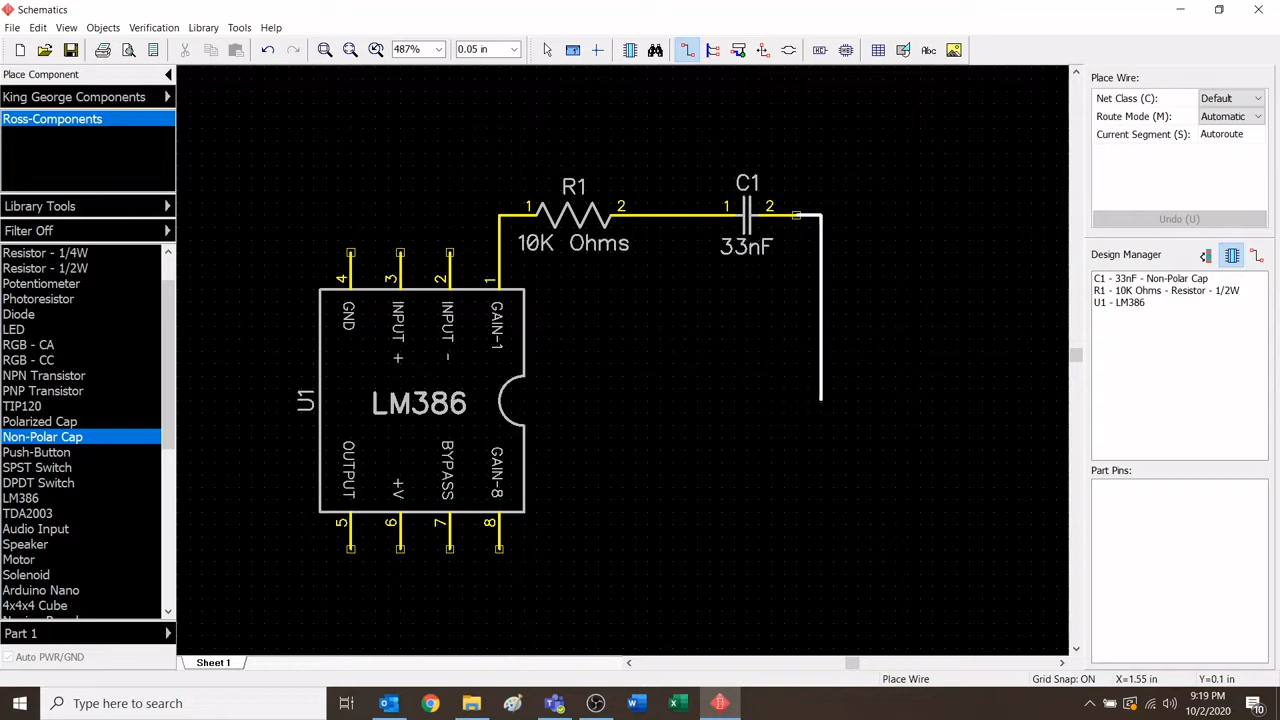 Schematics
File Edit View Objects Verification Library Tools Help
487% 0.05 in Abc
Place Component
King George Components
Ross-Components
Library Tools
Filter Off
Resistor - 1/4W
Resistor - 1/2W
Potentiometer
Photoresistor
Diode
LED
RGB - CA
RGB - CC
NPN Transistor
PNP Transistor
TIP120
Polarized Cap
Non-Polar Cap
Push-Button
SPST Switch
DPDT Switch
LM386
TDA2003
Audio Input
Speaker
Motor
Solenoid
Arduino Nano
4x4x4 Cube
Part 1
Auto PWR/GND
R1
1 2
10K Ohms
C1
1 2
33nF
4 3 2 1
GND INPUT + INPUT - GAIN-1
U1
LM386
OUTPUT +V BYPASS GAIN-8
5 6 7 8
Sheet 1
Place Wire:
Net Class (C): Default
Route Mode (M): Automatic
Current Segment (S): Autoroute
Undo (U)
Design Manager
C1 - 33nF - Non-Polar Cap
R1 - 10K Ohms - Resistor - 1/2W
U1 - LM386
Part Pins:
Place Wire Grid Snap: ON X=1.55 in Y=0.1 in
Type here to search
9:19 PM
10/2/2020